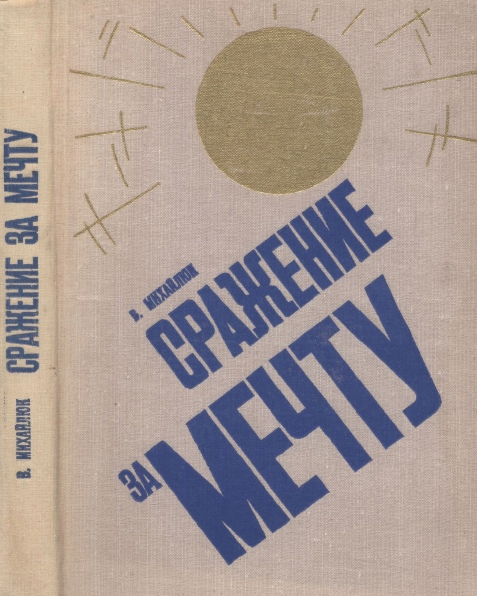 В. МИХАЙЛЮК СРАЖЕНИЕ ЗА МЕЧТУ
В. МИХАЙЛЮК
СРАЖЕНИЕ
ЗА
МЕЧТУ